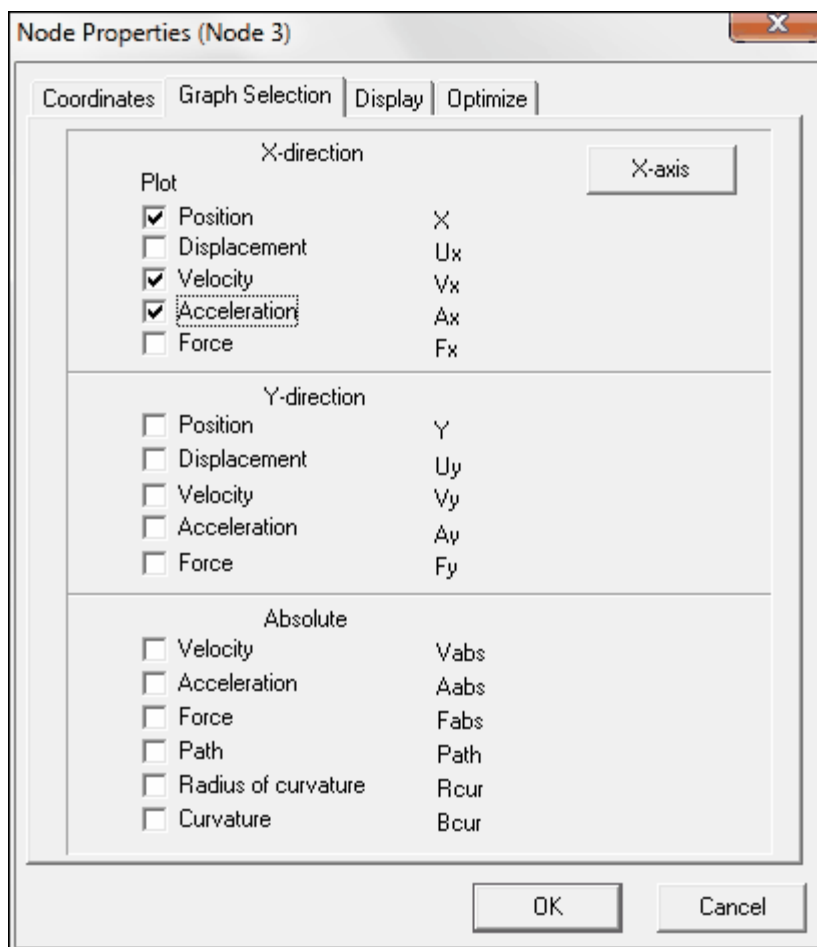 Node Properties (Node 3)
Coordinates Graph Selection Display Optimize
X-direction
X-axis
Plot
Position X
Displacement Ux
Velocity Vx
Acceleration Ax
Force Fx
Y-direction
Position Y
Displacement Uy
Velocity Vy
Acceleration Ay
Force Fy
Absolute
Velocity Vabs
Acceleration Aabs
Force Fabs
Path Path
Radius of curvature Rcur
Curvature Bcur
OK Cancel